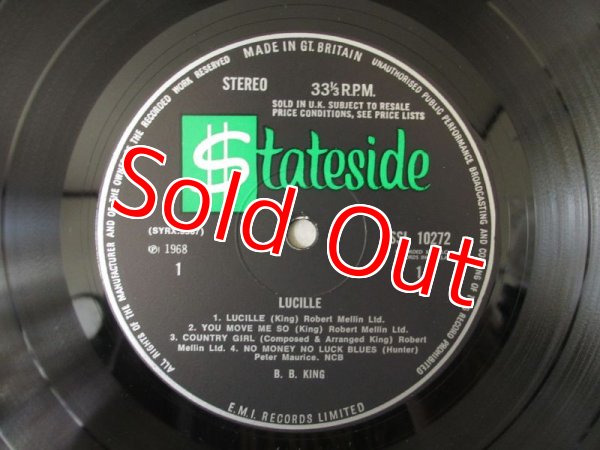 MADE IN GT. BRITAIN
UNAUTHORISED PUBLIC PERFORMANCE BROADCASTING AND COPYING OF RECORD PROHIBITED
ALL RIGHTS OF THE MANUFACTURER AND OF THE OWNER THE RECORDED WORK RESERVED
STEREO
33⅓ R.P.M.
SOLD IN U.K. SUBJECT TO RESALE
PRICE CONDITIONS, SEE PRICE LISTS
$tateside
Sold Out
℗ 1968
10272
1
LUCILLE
1. LUCILLE (King) Robert Mellin Ltd.
2. YOU MOVE ME SO (King) Robert Mellin Ltd.
3. COUNTRY GIRL (Composed & Arranged King) Robert
Mellin Ltd. 4. NO MONEY NO LUCK BLUES (Hunter)
Peter Maurice. NCB
B. B. KING
E.M.I. RECORDS LIMITED